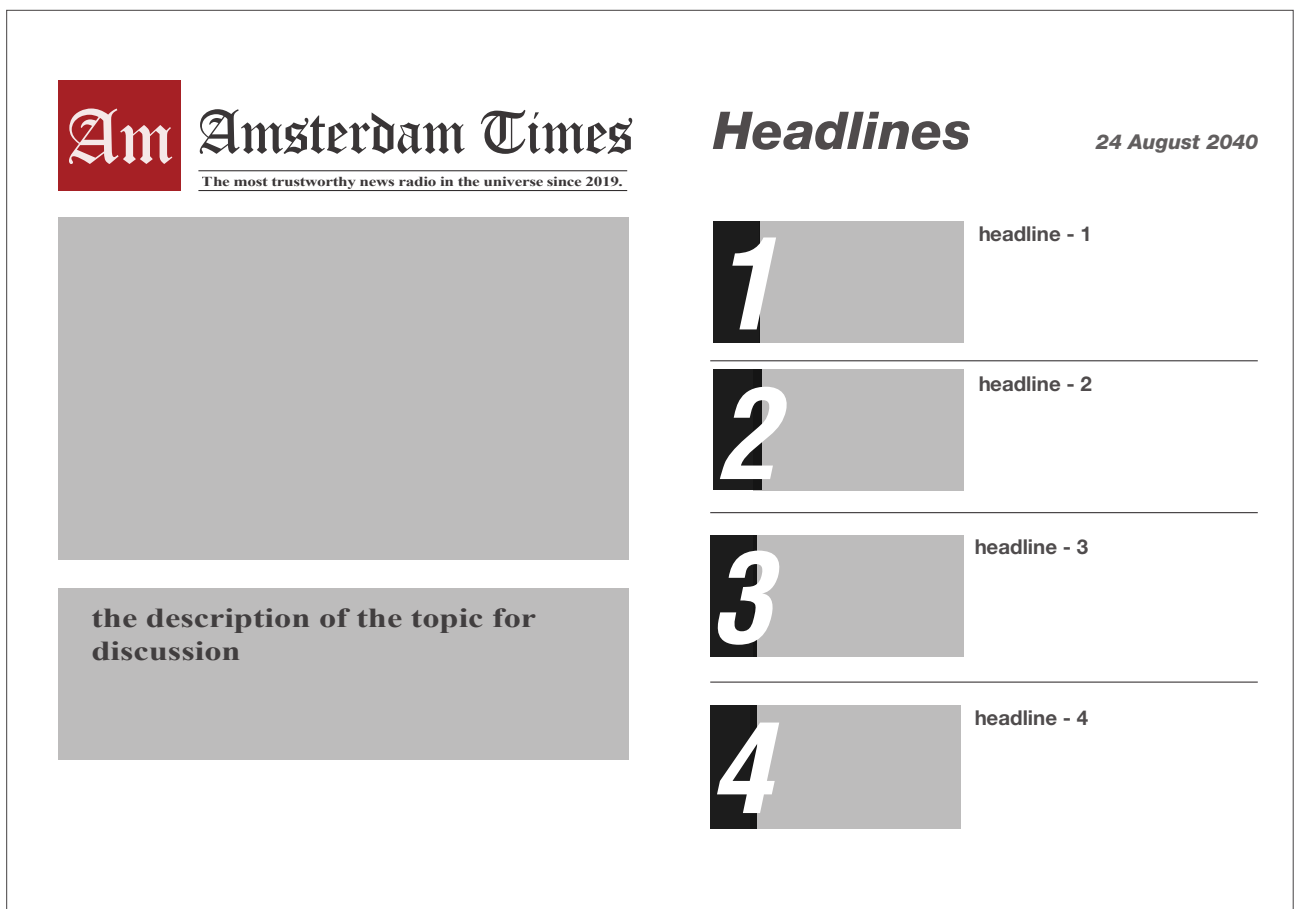 Am
Amsterdam Times
The most trustworthy news radio in the universe since 2019.
the description of the topic for
discussion
Headlines
24 August 2040
1
headline - 1
2
headline - 2
3
headline - 3
4
headline - 4